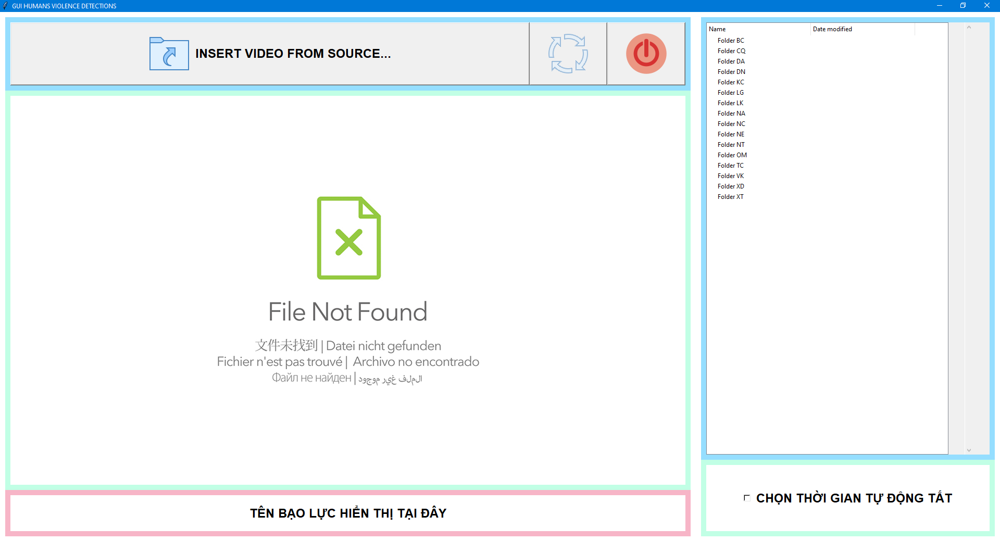 GUI HUMANS VIOLENCE DETECTIONS
INSERT VIDEO FROM SOURCE...
File Not Found
文件未找到 | Datei nicht gefunden
Fichier n'est pas trouvé | Archivo no encontrado
Файл не найден | الملف غير موجود
TÊN BẠO LỰC HIỂN THỊ TẠI ĐÂY
Name Date modified
Folder BC
Folder CQ
Folder DA
Folder DN
Folder KC
Folder LG
Folder LK
Folder NA
Folder NC
Folder NE
Folder NT
Folder OM
Folder TC
Folder VK
Folder XD
Folder XT
CHỌN THỜI GIAN TỰ ĐỘNG TẮT